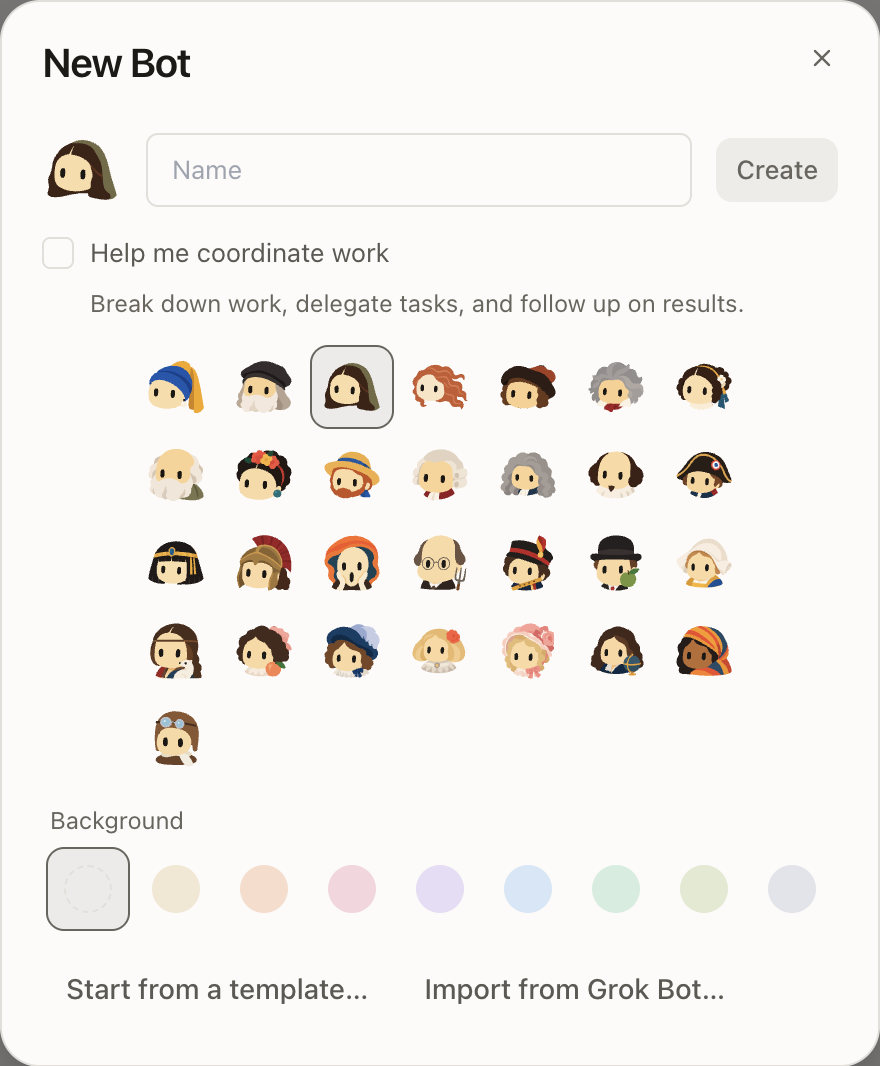 New Bot
Name
Create
Help me coordinate work
Break down work, delegate tasks, and follow up on results.
Background
Start from a template...
Import from Grok Bot...